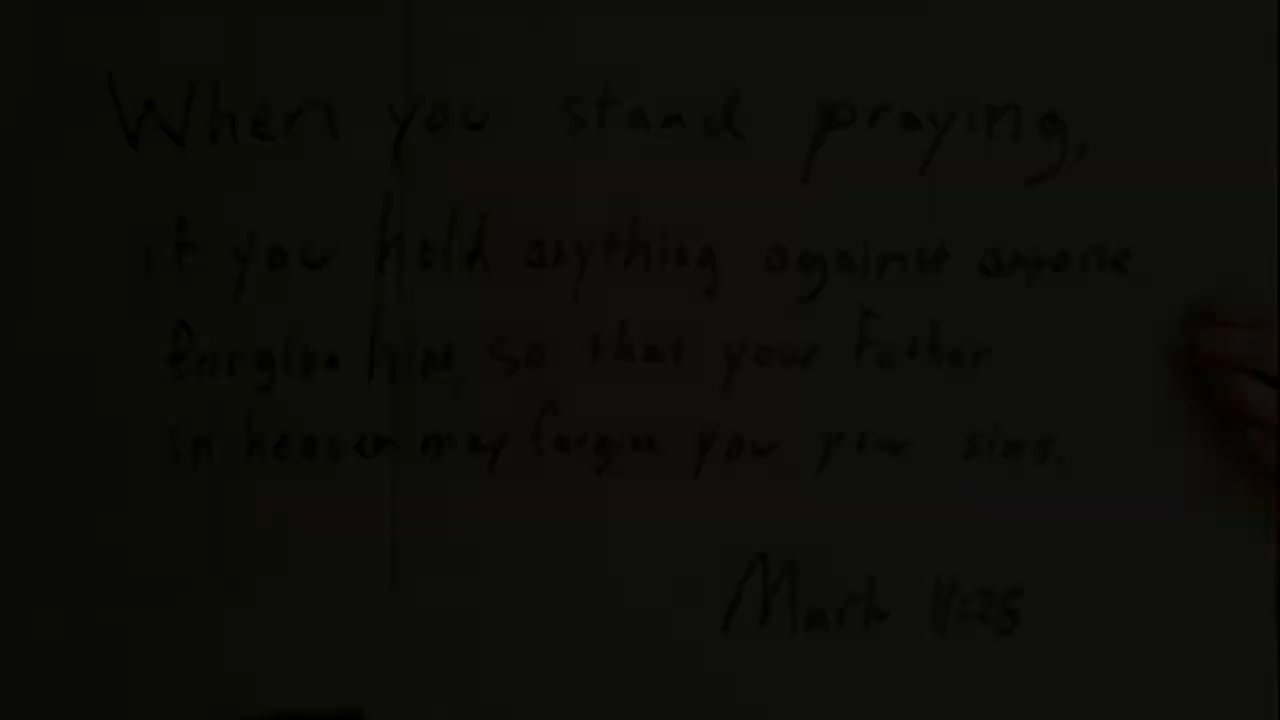 When you stand praying,
if you hold anything against anyone
forgive him, so that your Father
in heaven may forgive you your sins.
Mark 11:25